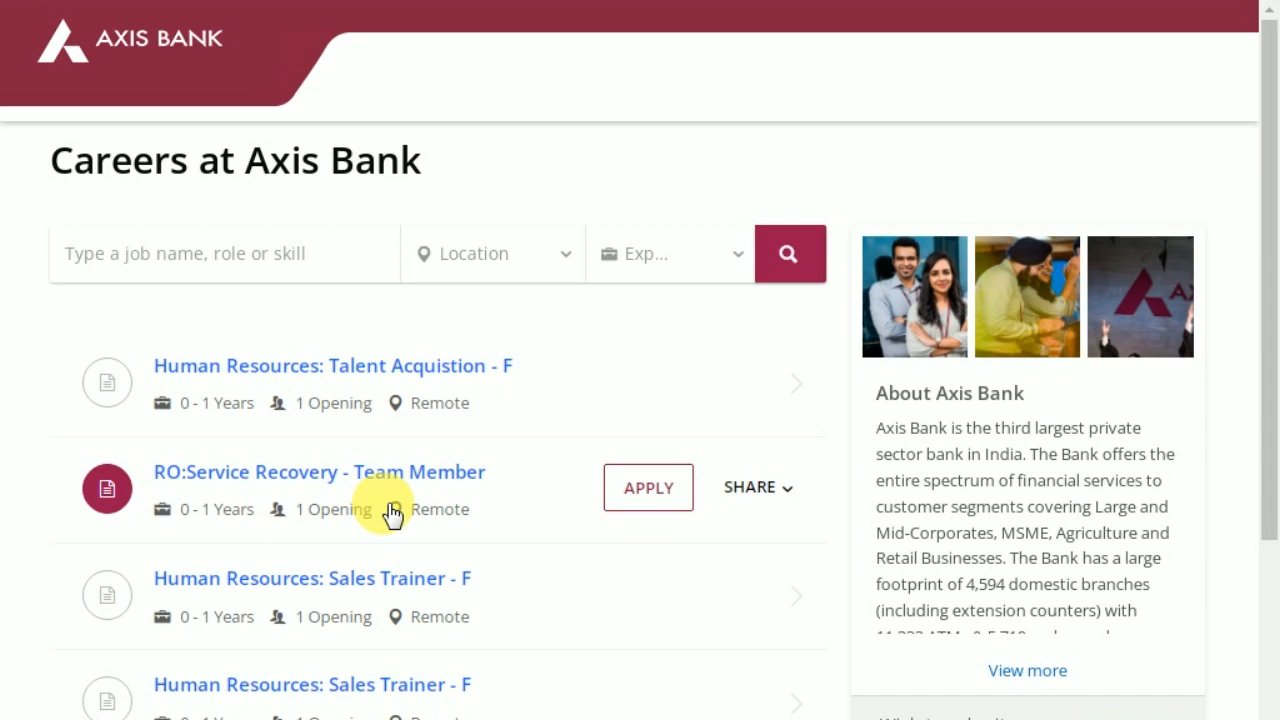 AXIS BANK
Careers at Axis Bank
Type a job name, role or skill
Location
Exp...
Human Resources: Talent Acquistion - F
0 - 1 Years 1 Opening Remote
RO:Service Recovery - Team Member
0 - 1 Years 1 Opening Remote
APPLY
SHARE
Human Resources: Sales Trainer - F
0 - 1 Years 1 Opening Remote
Human Resources: Sales Trainer - F
About Axis Bank
Axis Bank is the third largest private
sector bank in India. The Bank offers the
entire spectrum of financial services to
customer segments covering Large and
Mid-Corporates, MSME, Agriculture and
Retail Businesses. The Bank has a large
footprint of 4,594 domestic branches
(including extension counters) with
View more